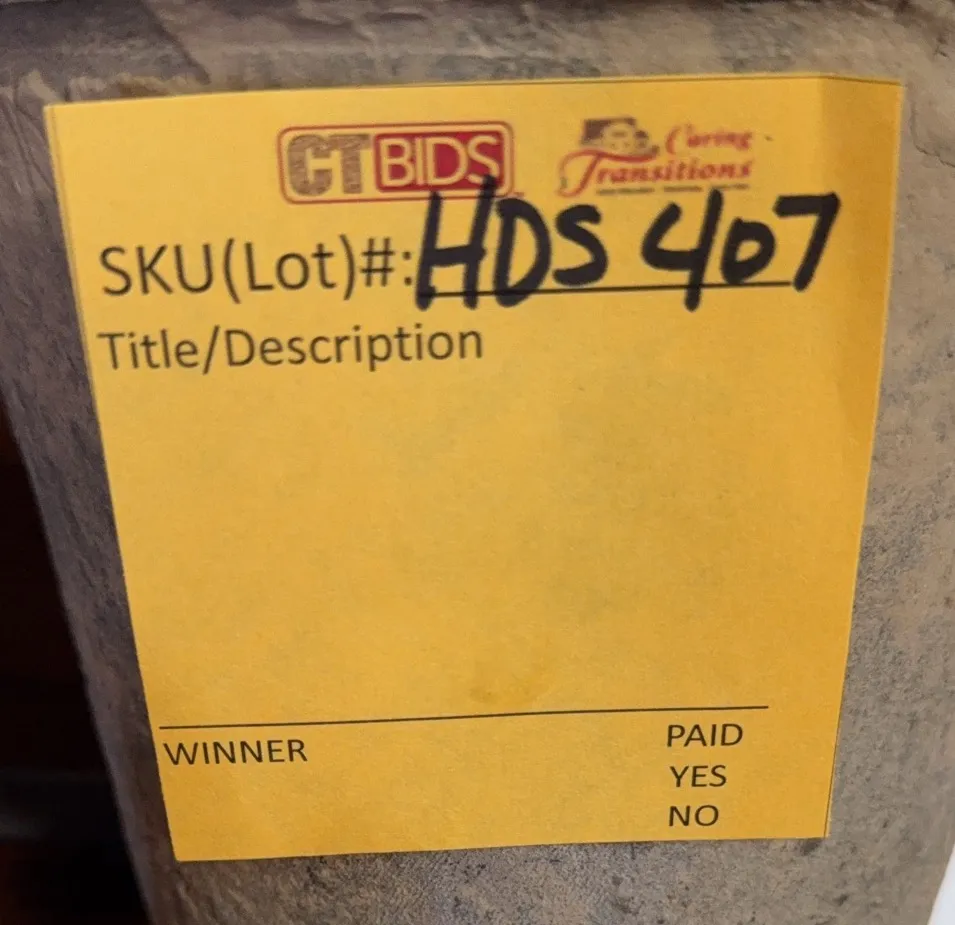 CTBIDS
Caring
Transitions
SKU(Lot)#: HDS 407
Title/Description
WINNER
PAID
YES
NO